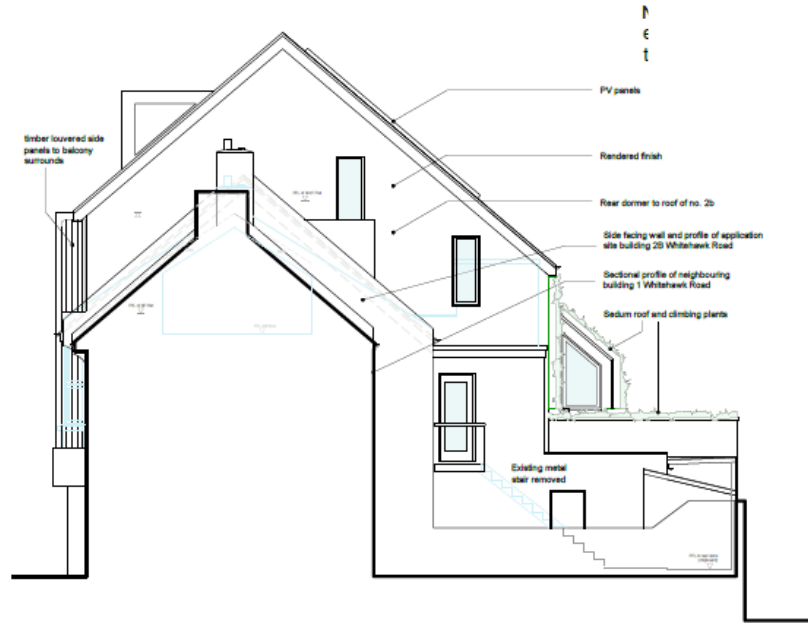 PV panels
timber louvered side
panels to balcony
surrounds
Rendered finish
Rear dormer to roof of no. 2b
Side facing wall and profile of application
site building 2B Whitehawk Road
Sectional profile of neighbouring
building 1 Whitehawk Road
Sedum roof and climbing plants
Existing metal
stair removed